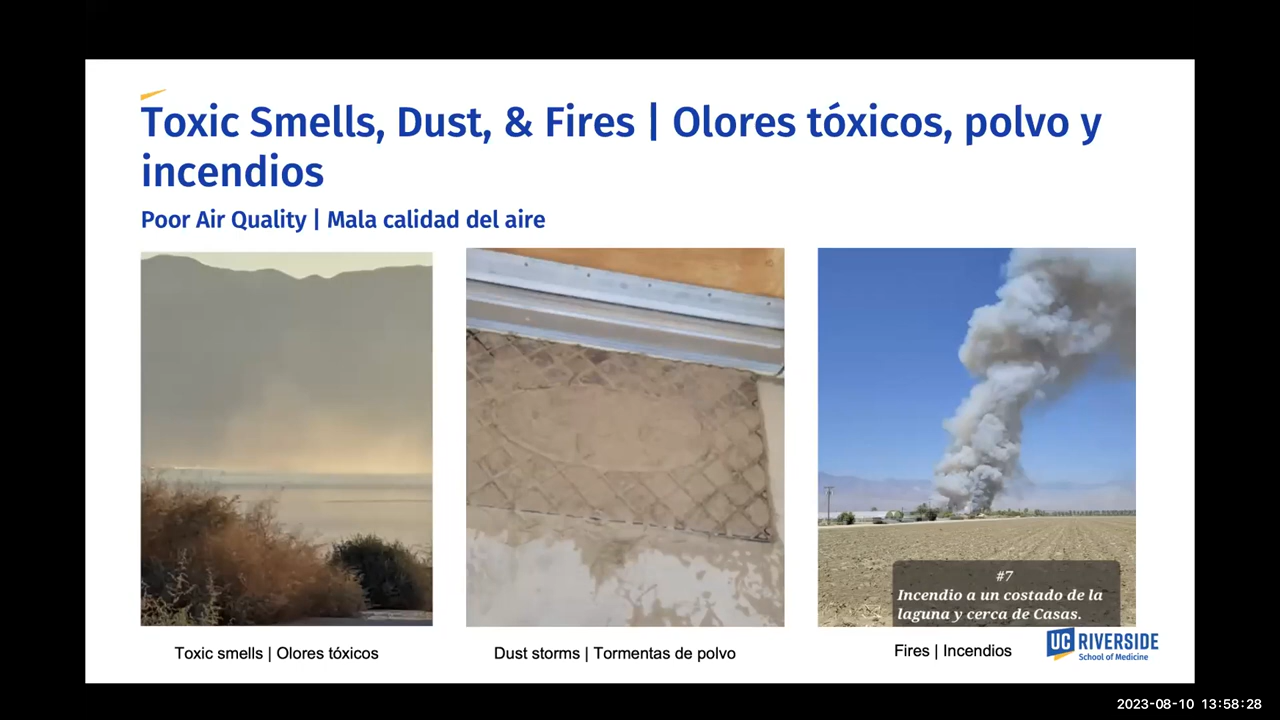 Toxic Smells, Dust, & Fires | Olores tóxicos, polvo y
incendios
Poor Air Quality | Mala calidad del aire
#7
Incendio a un costado de la
laguna y cerca de Casas.
Toxic smells | Olores tóxicos
Dust storms | Tormentas de polvo
Fires | Incendios
UC RIVERSIDE
School of Medicine
2023-08-10 13:58:28